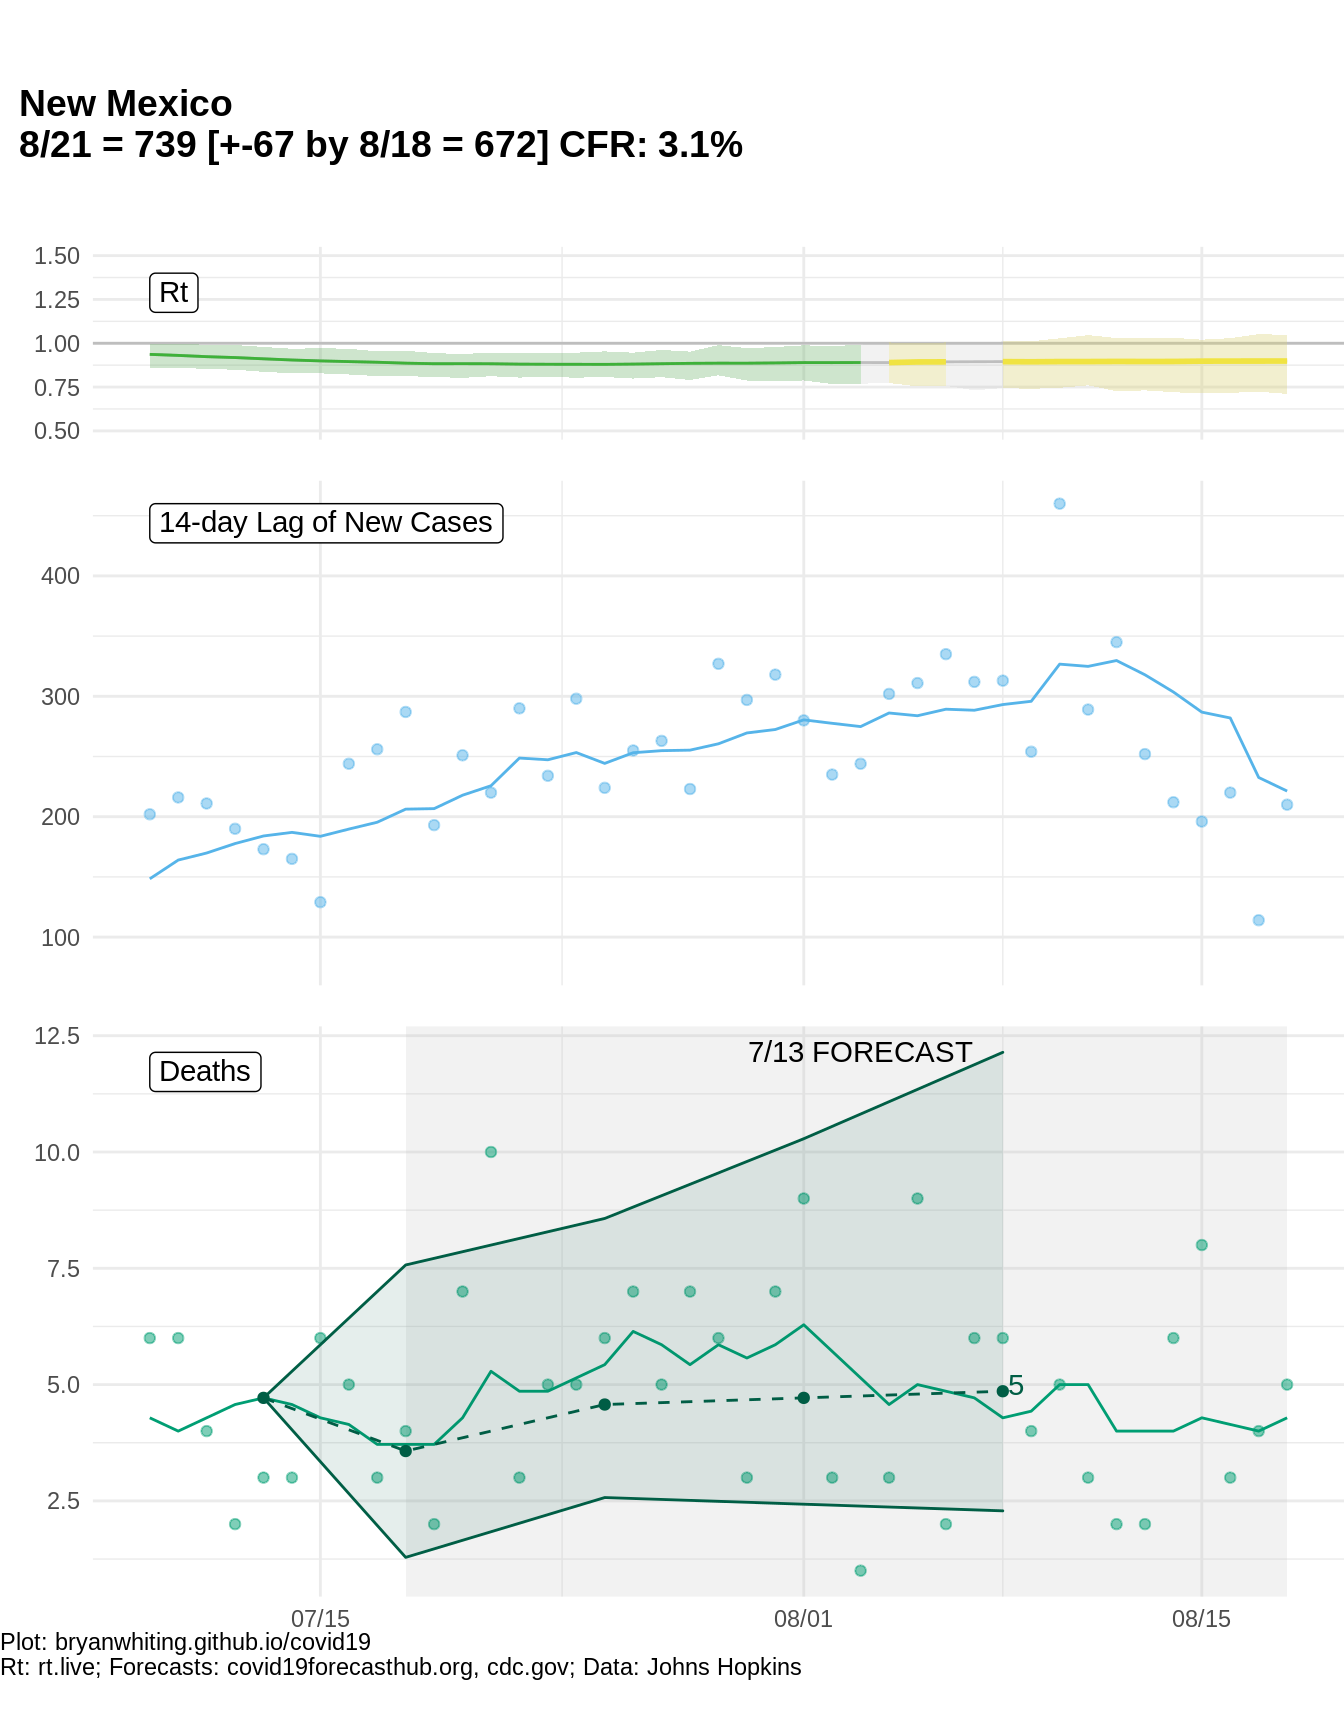 New Mexico
8/21 = 739 [+-67 by 8/18 = 672] CFR: 3.1%
1.50
1.25
1.00
0.75
0.50
Rt
14-day Lag of New Cases
400
300
200
100
12.5
10.0
7.5
5.0
2.5
Deaths
7/13 FORECAST
5
07/15
08/01
08/15
Plot: bryanwhiting.github.io/covid19
Rt: rt.live; Forecasts: covid19forecasthub.org, cdc.gov; Data: Johns Hopkins